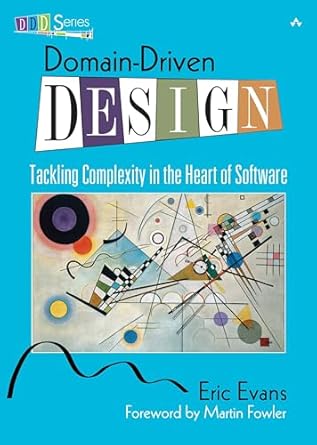 DDD Series
Domain-Driven
DESIGN
Tackling Complexity in the Heart of Software
Eric Evans
Foreword by Martin Fowler